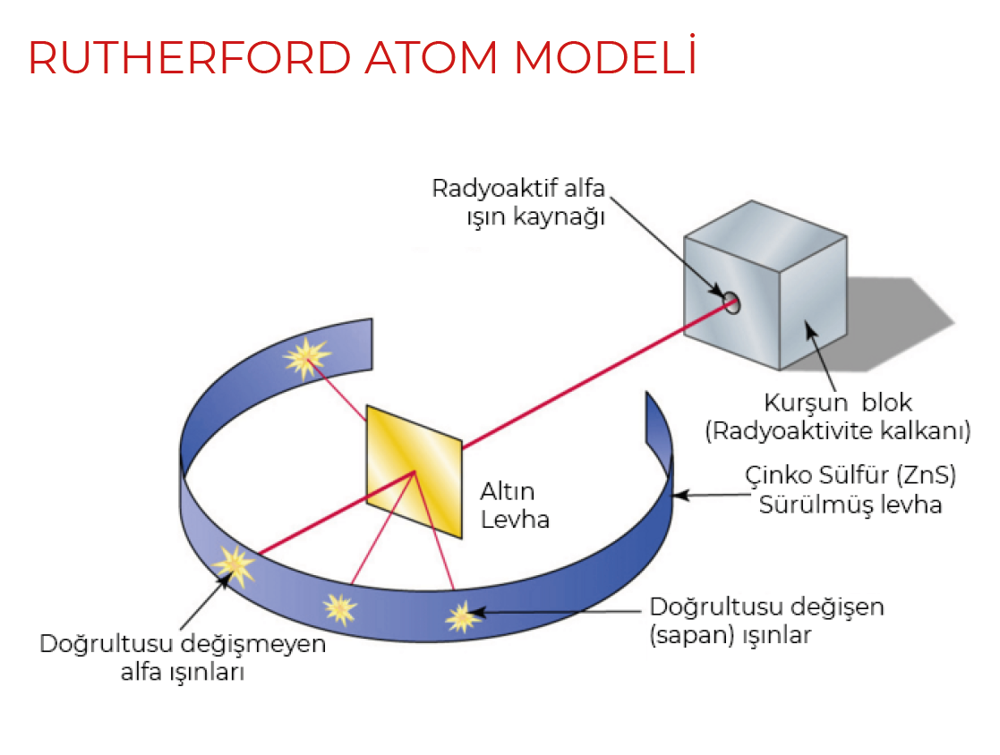 RUTHERFORD ATOM MODELİ
Radyoaktif alfa
ışın kaynağı
Kurşun blok
(Radyoaktivite kalkanı)
Çinko Sülfür (ZnS)
Sürülmüş levha
Altın
Levha
Doğrultusu değişen
(sapan) ışınlar
Doğrultusu değişmeyen
alfa ışınları